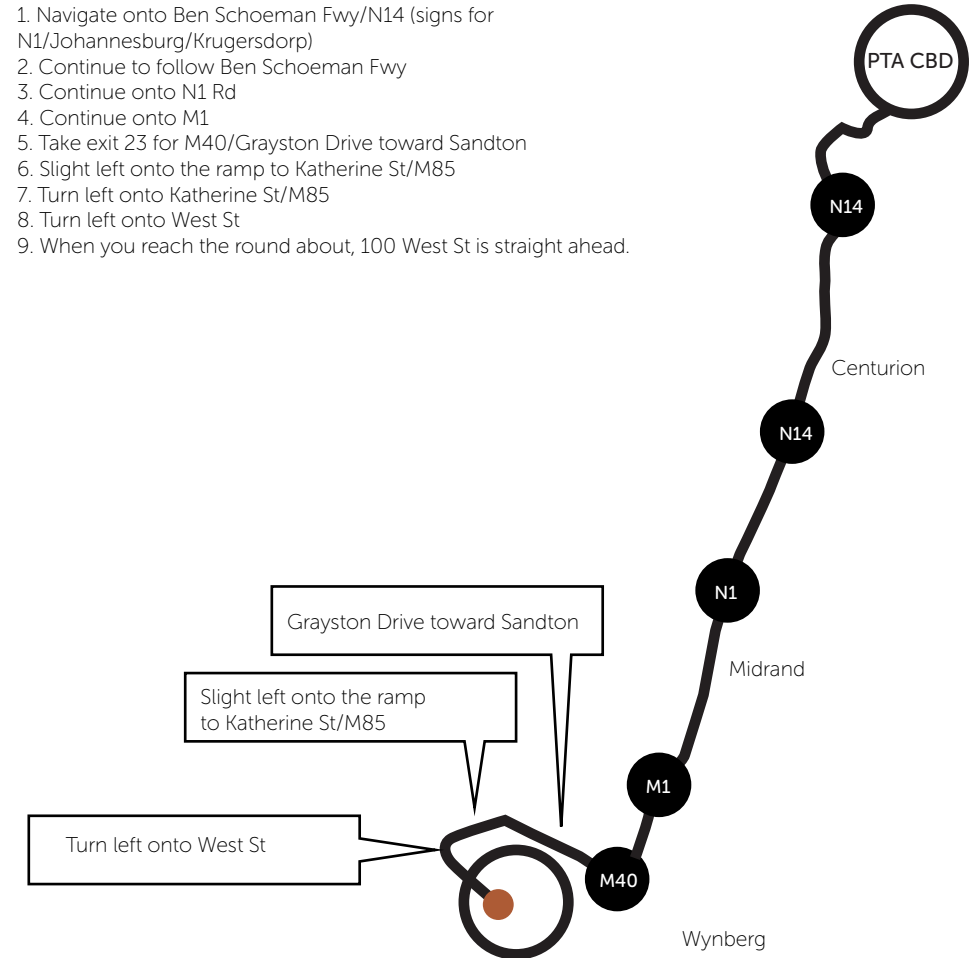 1. Navigate onto Ben Schoeman Fwy/N14 (signs for
N1/Johannesburg/Krugersdorp)
2. Continue to follow Ben Schoeman Fwy
3. Continue onto N1 Rd
4. Continue onto M1
5. Take exit 23 for M40/Grayston Drive toward Sandton
6. Slight left onto the ramp to Katherine St/M85
7. Turn left onto Katherine St/M85
8. Turn left onto West St
9. When you reach the round about, 100 West St is straight ahead.
PTA CBD
N14
Centurion
N14
N1
Grayston Drive toward Sandton
Midrand
Slight left onto the ramp
to Katherine St/M85
M1
Turn left onto West St
M40
Wynberg